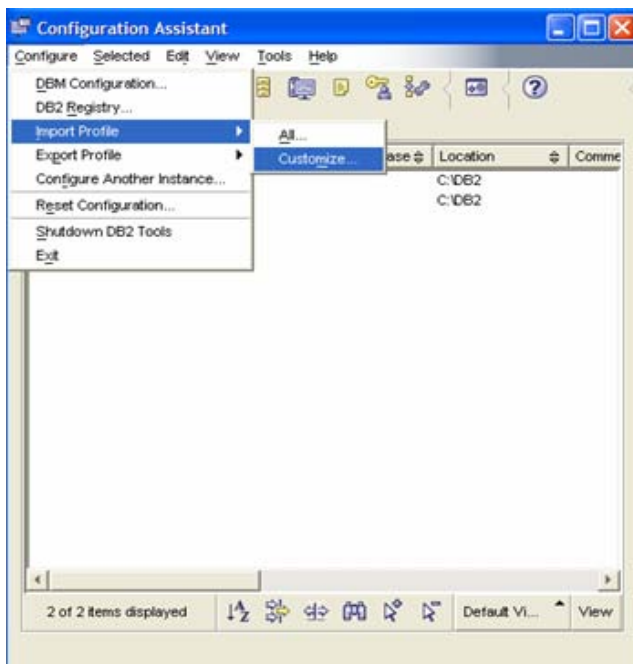 Configuration Assistant
Configure Selected Edit View Tools Help
DBM Configuration...
DB2 Registry...
Import Profile
All...
Export Profile
Customize...
ase Location Comme
Configure Another Instance...
C:\DB2
Reset Configuration...
C:\DB2
Shutdown DB2 Tools
Exit
2 of 2 items displayed
Default Vi... View